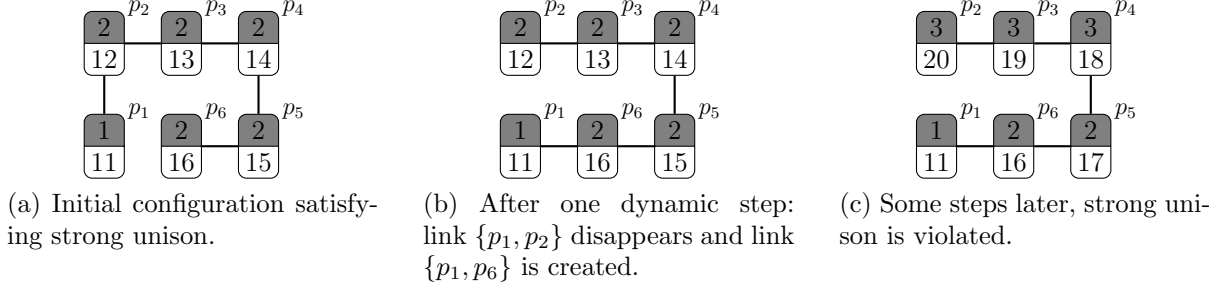 p₂ p₃ p₄
2 2 2
12 13 14
p₁ p₆ p₅
1 2 2
11 16 15
(a) Initial configuration satisfy-
ing strong unison.
p₂ p₃ p₄
2 2 2
12 13 14
p₁ p₆ p₅
1 2 2
11 16 15
(b) After one dynamic step:
link {p₁, p₂} disappears and link
{p₁, p₆} is created.
p₂ p₃ p₄
3 3 3
20 19 18
p₁ p₆ p₅
1 2 2
11 16 17
(c) Some steps later, strong uni-
son is violated.